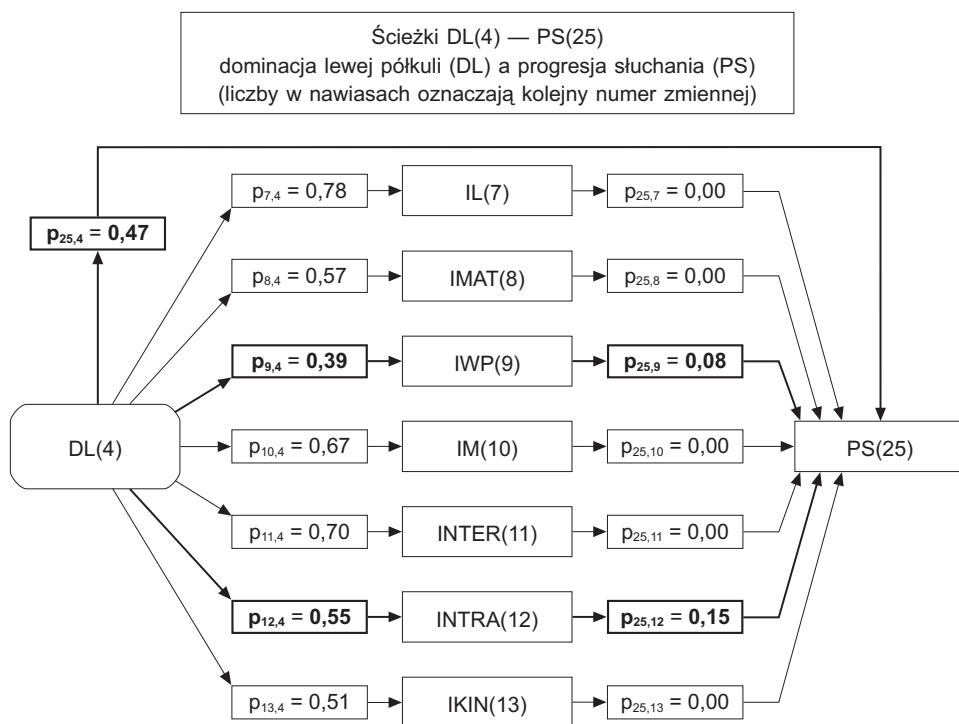 Ścieżki DL(4) — PS(25)
dominacja lewej półkuli (DL) a progresja słuchania (PS)
(liczby w nawiasach oznaczają kolejny numer zmiennej)
p7,4 = 0,78
IL(7)
p25,7 = 0,00
p25,4 = 0,47
p8,4 = 0,57
IMAT(8)
p25,8 = 0,00
p9,4 = 0,39
IWP(9)
p25,9 = 0,08
DL(4)
p10,4 = 0,67
IM(10)
p25,10 = 0,00
PS(25)
p11,4 = 0,70
INTER(11)
p25,11 = 0,00
p12,4 = 0,55
INTRA(12)
p25,12 = 0,15
p13,4 = 0,51
IKIN(13)
p25,13 = 0,00